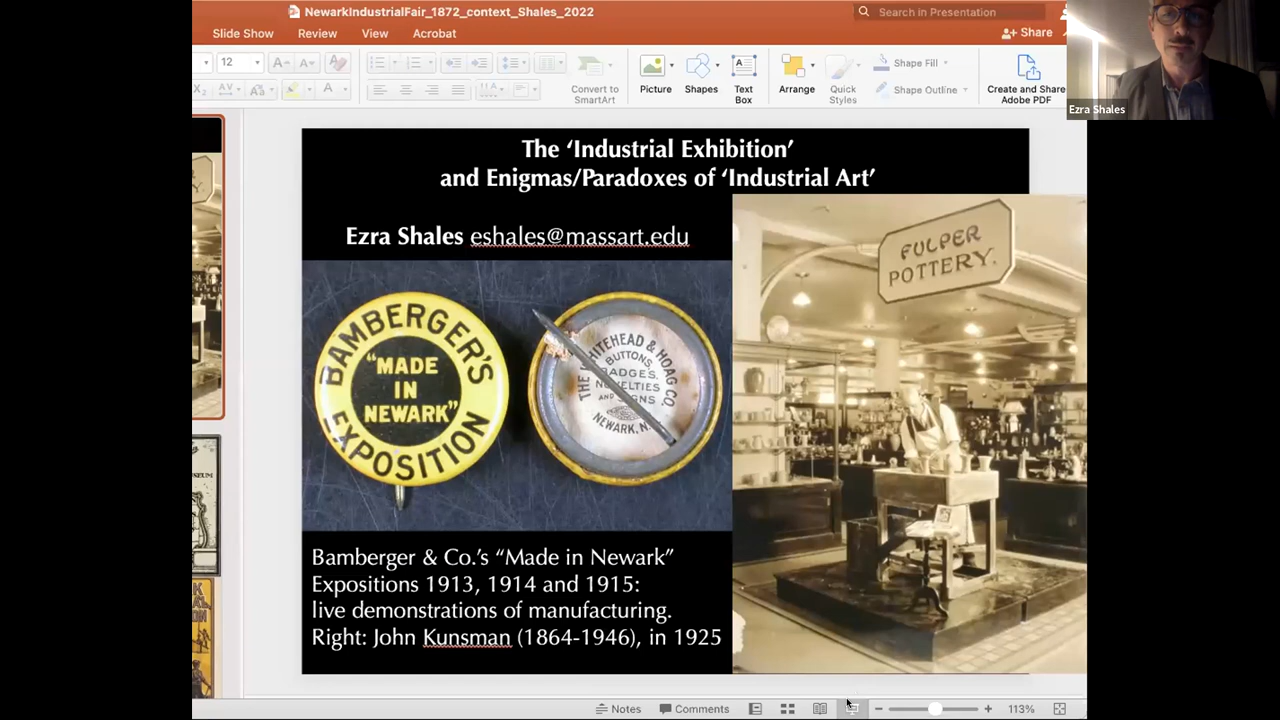 NewarkIndustrialFair_1872_context_Shales_2022
Search in Presentation
Slide Show
Review
View
Acrobat
Share
12
Convert to
SmartArt
Picture
Shapes
Text
Box
Arrange
Quick
Styles
Shape Fill
Shape Outline
Create and Share
Adobe PDF
Ezra Shales
The ‘Industrial Exhibition’
and Enigmas/Paradoxes of ‘Industrial Art’
Ezra Shales eshales@massart.edu
FULPER
POTTERY.
BAMBERGER'S
"MADE
IN
NEWARK"
EXPOSITION
THE WHITEHEAD & HOAG CO.
BUTTONS,
BADGES,
NOVELTIES
AND SIGNS
NEWARK, N.
Bamberger & Co.’s “Made in Newark”
Expositions 1913, 1914 and 1915:
live demonstrations of manufacturing.
Right: John Kunsman (1864-1946), in 1925
Notes
Comments
113%